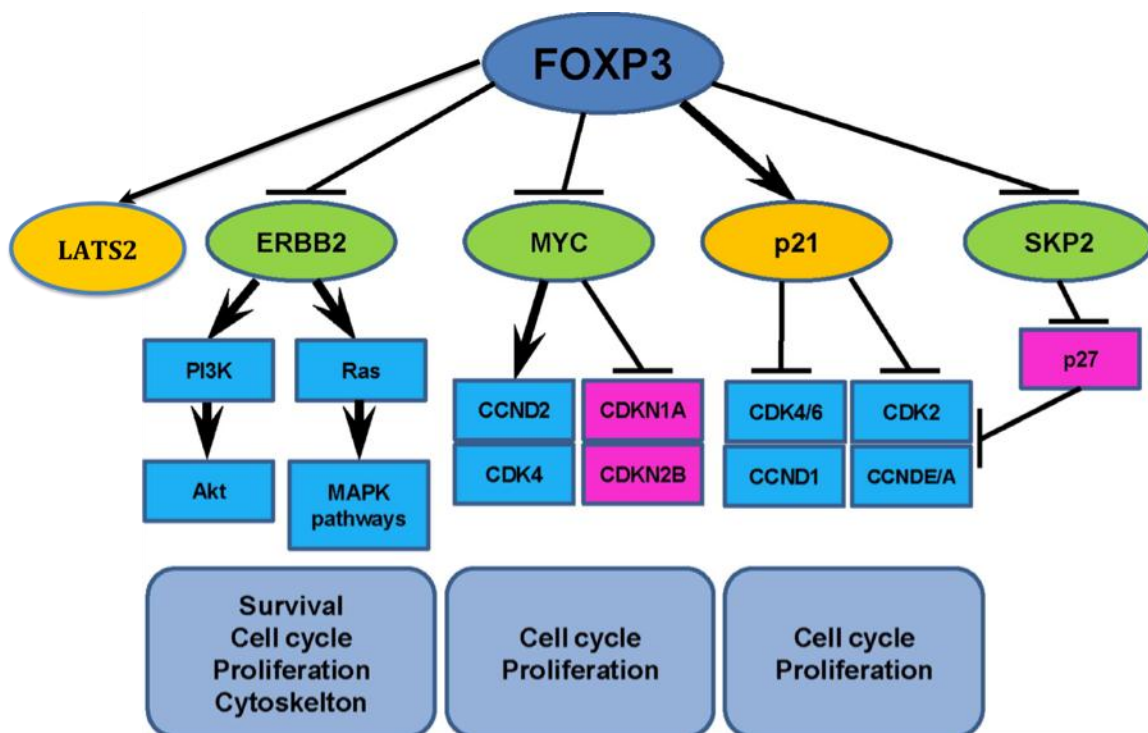 FOXP3
LATS2
ERBB2
MYC
p21
SKP2
PI3K
Ras
p27
CCND2
CDKN1A
CDK4/6
CDK2
Akt
MAPK
pathways
CDK4
CDKN2B
CCND1
CCNDE/A
Survival
Cell cycle
Proliferation
Cytoskelton
Cell cycle
Proliferation
Cell cycle
Proliferation